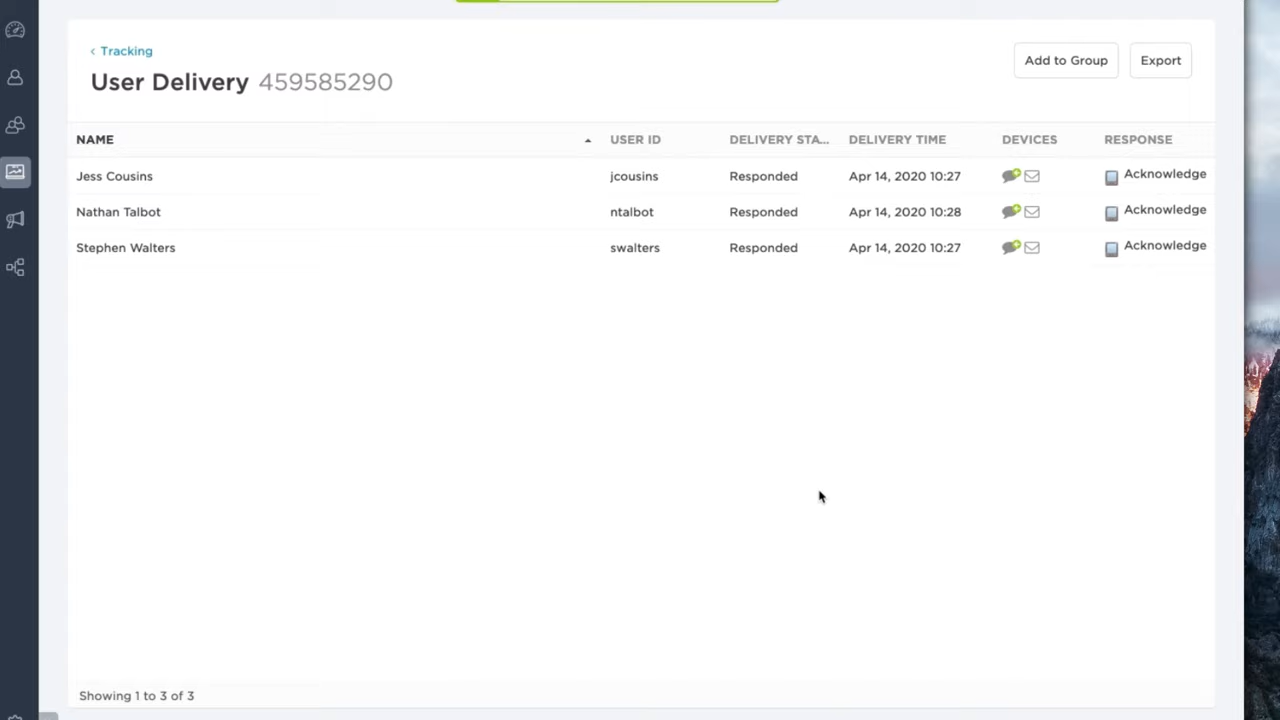 ‹ Tracking
User Delivery 459585290
Add to Group
Export
NAME USER ID DELIVERY STA... DELIVERY TIME DEVICES RESPONSE
Jess Cousins jcousins Responded Apr 14, 2020 10:27 Acknowledge
Nathan Talbot ntalbot Responded Apr 14, 2020 10:28 Acknowledge
Stephen Walters swalters Responded Apr 14, 2020 10:27 Acknowledge
Showing 1 to 3 of 3